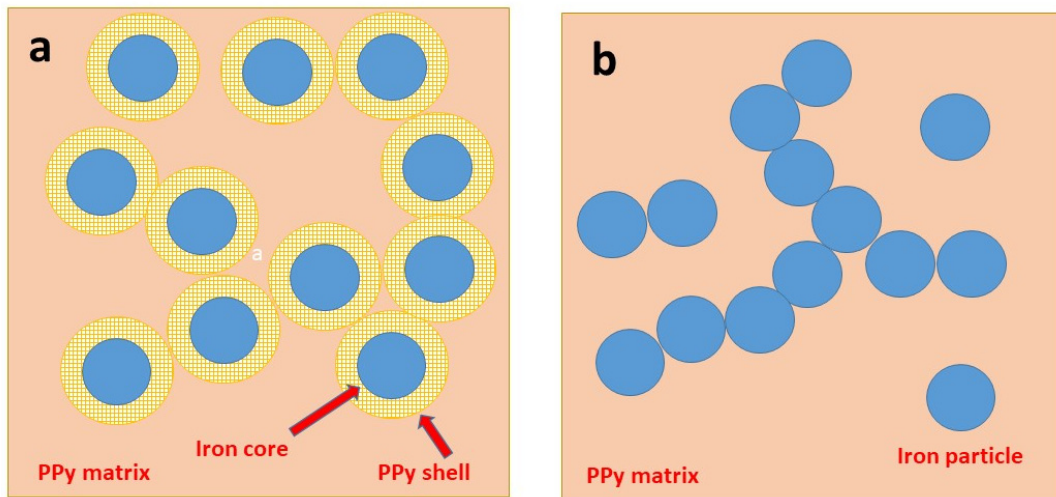 a
b
a
Iron core
PPy matrix
PPy shell
PPy matrix
Iron particle